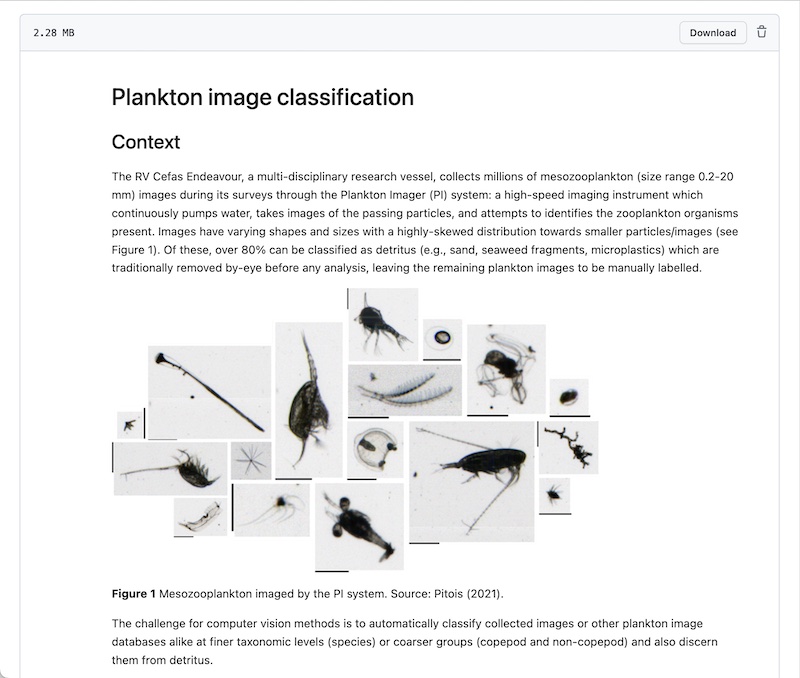 2.28 MB
Download
Plankton image classification
Context
The RV Cefas Endeavour, a multi-disciplinary research vessel, collects millions of mesozooplankton (size range 0.2-20
mm) images during its surveys through the Plankton Imager (PI) system: a high-speed imaging instrument which
continuously pumps water, takes images of the passing particles, and attempts to identifies the zooplankton organisms
present. Images have varying shapes and sizes with a highly-skewed distribution towards smaller particles/images (see
Figure 1). Of these, over 80% can be classified as detritus (e.g., sand, seaweed fragments, microplastics) which are
traditionally removed by-eye before any analysis, leaving the remaining plankton images to be manually labelled.
Figure 1 Mesozooplankton imaged by the PI system. Source: Pitois (2021).
The challenge for computer vision methods is to automatically classify collected images or other plankton image
databases alike at finer taxonomic levels (species) or coarser groups (copepod and non-copepod) and also discern
them from detritus.